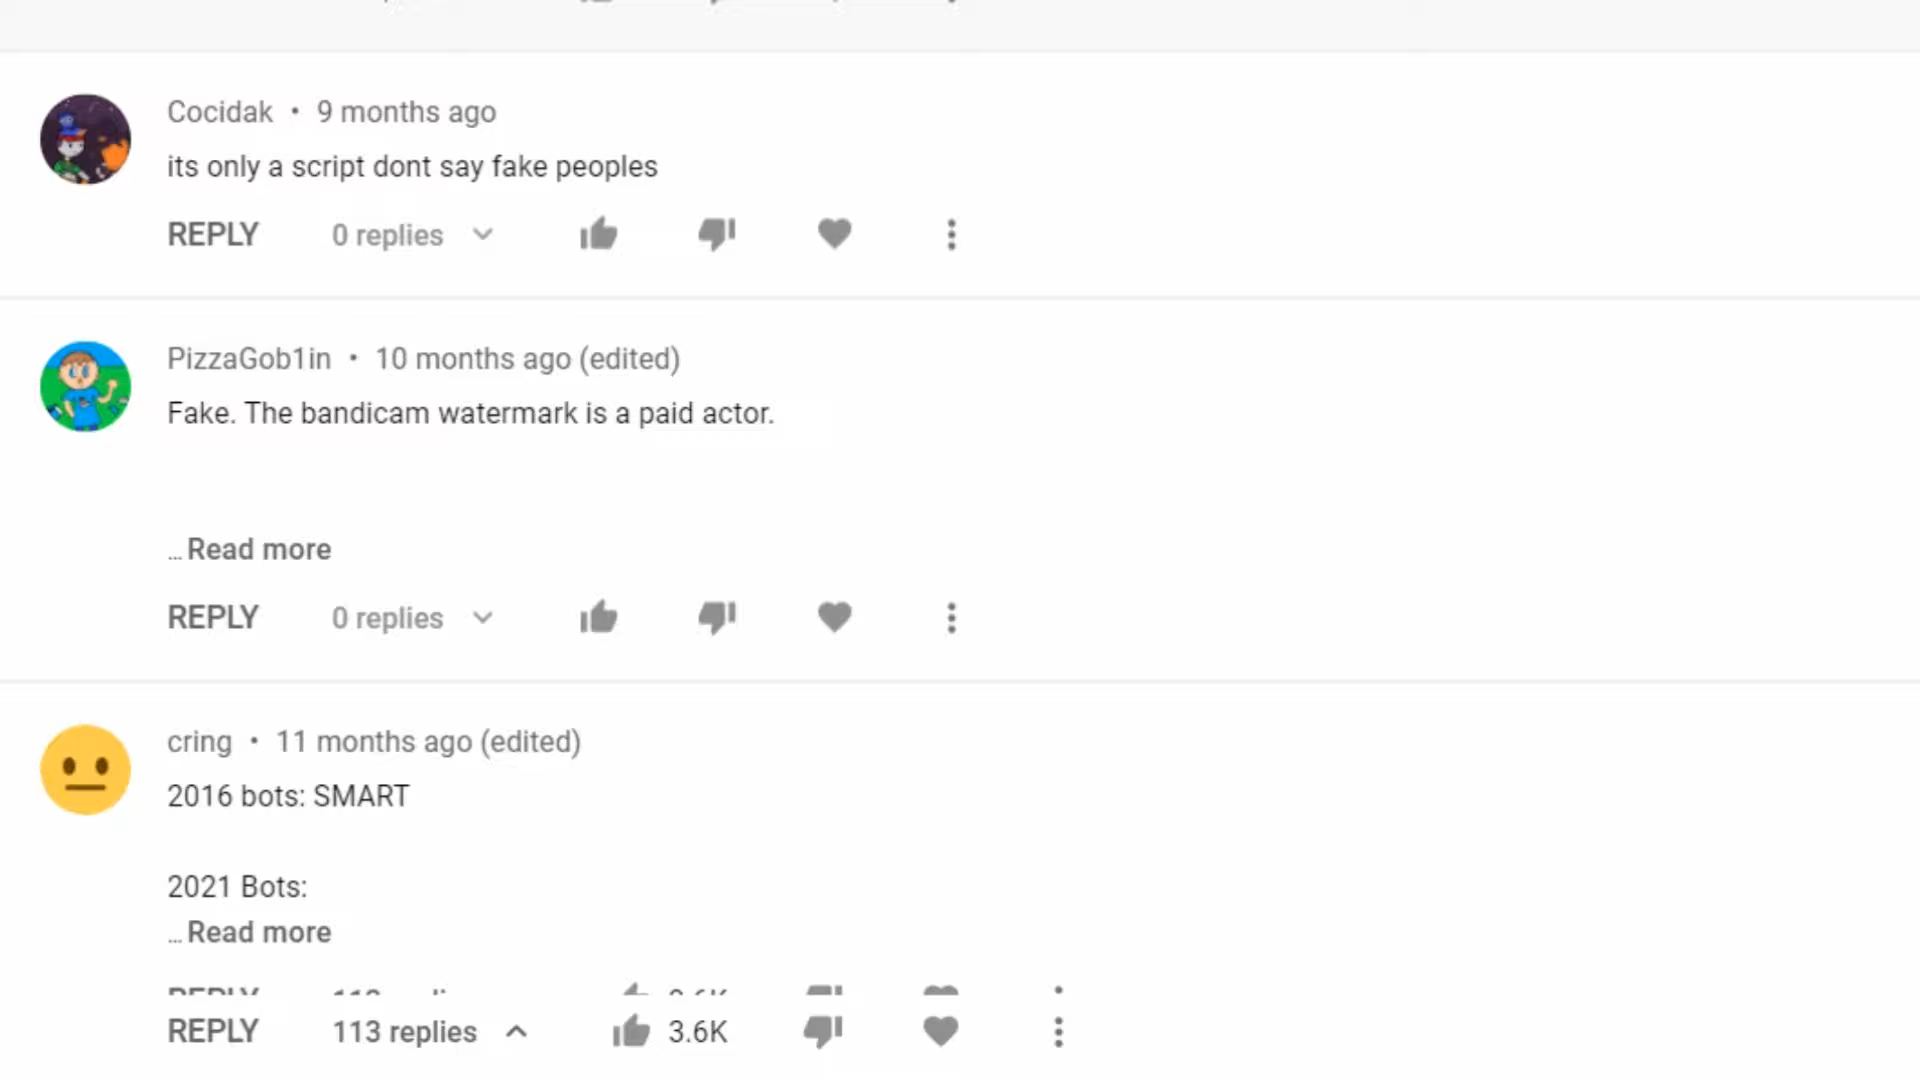 Cocidak • 9 months ago
its only a script dont say fake peoples
REPLY 0 replies
PizzaGob1in • 10 months ago (edited)
Fake. The bandicam watermark is a paid actor.
...Read more
REPLY 0 replies
cring • 11 months ago (edited)
2016 bots: SMART
2021 Bots:
...Read more
REPLY 113 replies 3.6K